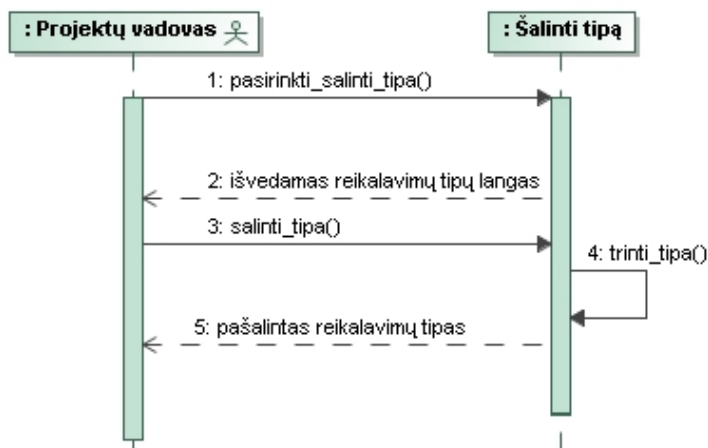 : Projektų vadovas
: Šalinti tipą
1: pasirinkti_salinti_tipa()
2: išvedamas reikalavimų tipų langas
3: salinti_tipa()
4: trinti_tipa()
5: pašalintas reikalavimų tipas